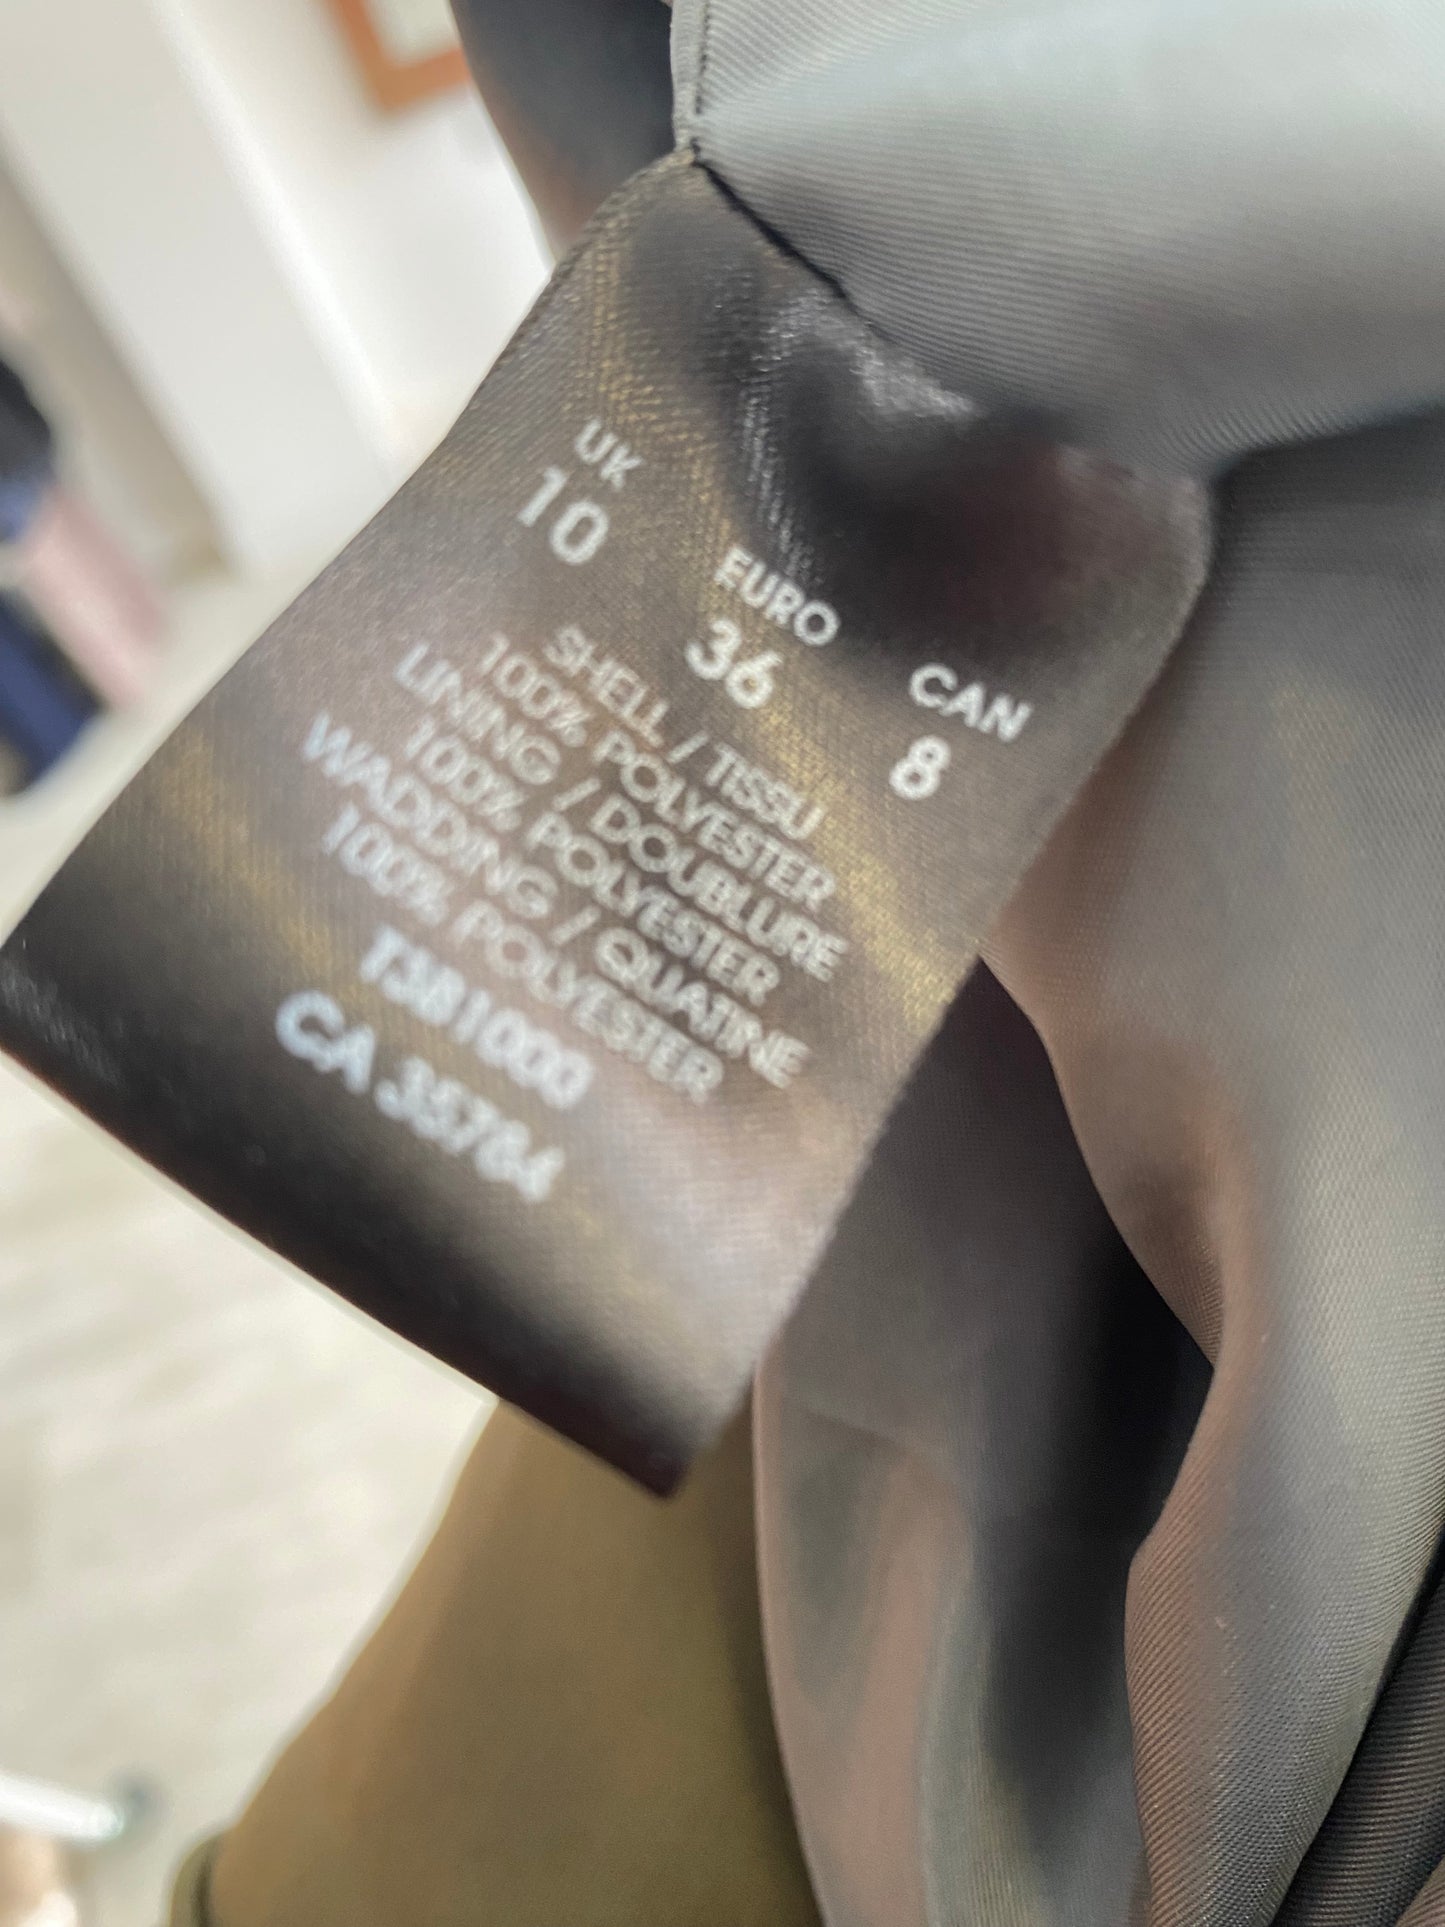 UK EURO CAN
10 36 8
SHELL / TISSU
100% POLYESTER
LINING / DOUBLURE
100% POLYESTER
WADDING / QUATINE
100% POLYESTER
T3B1000
CA 35764